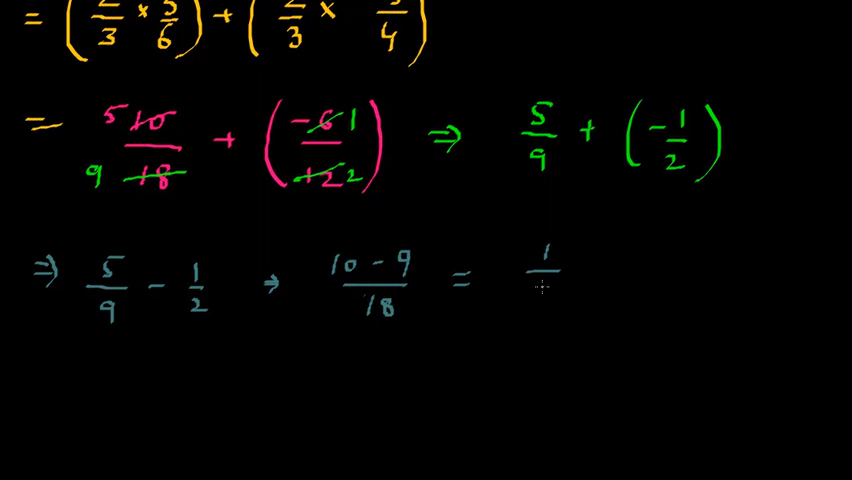 = (2/3 × 5/6) + (2/3 × 3/4)
= 5 10/9 18 + (-6 1/12 2) ⇒ 5/9 + (-1/2)
⇒ 5/9 - 1/2 → 10 - 9/18 = 1/